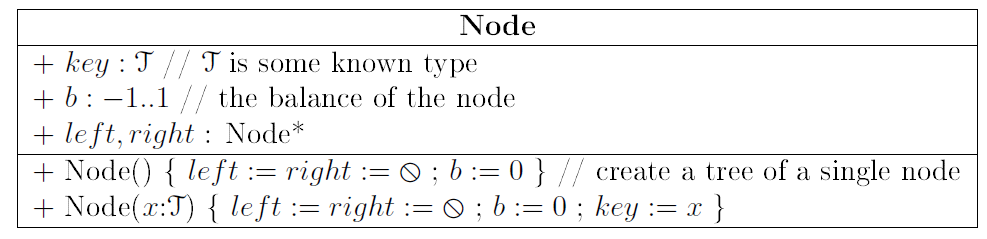 Node
+ key : 𝒯 // 𝒯 is some known type
+ b : −1..1 // the balance of the node
+ left, right : Node*
+ Node() { left := right := ⦸ ; b := 0 } // create a tree of a single node
+ Node(x:𝒯) { left := right := ⦸ ; b := 0 ; key := x }